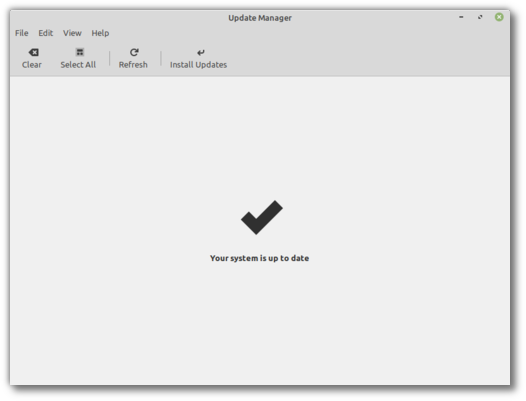 Update Manager
File Edit View Help
Clear Select All Refresh Install Updates
Your system is up to date